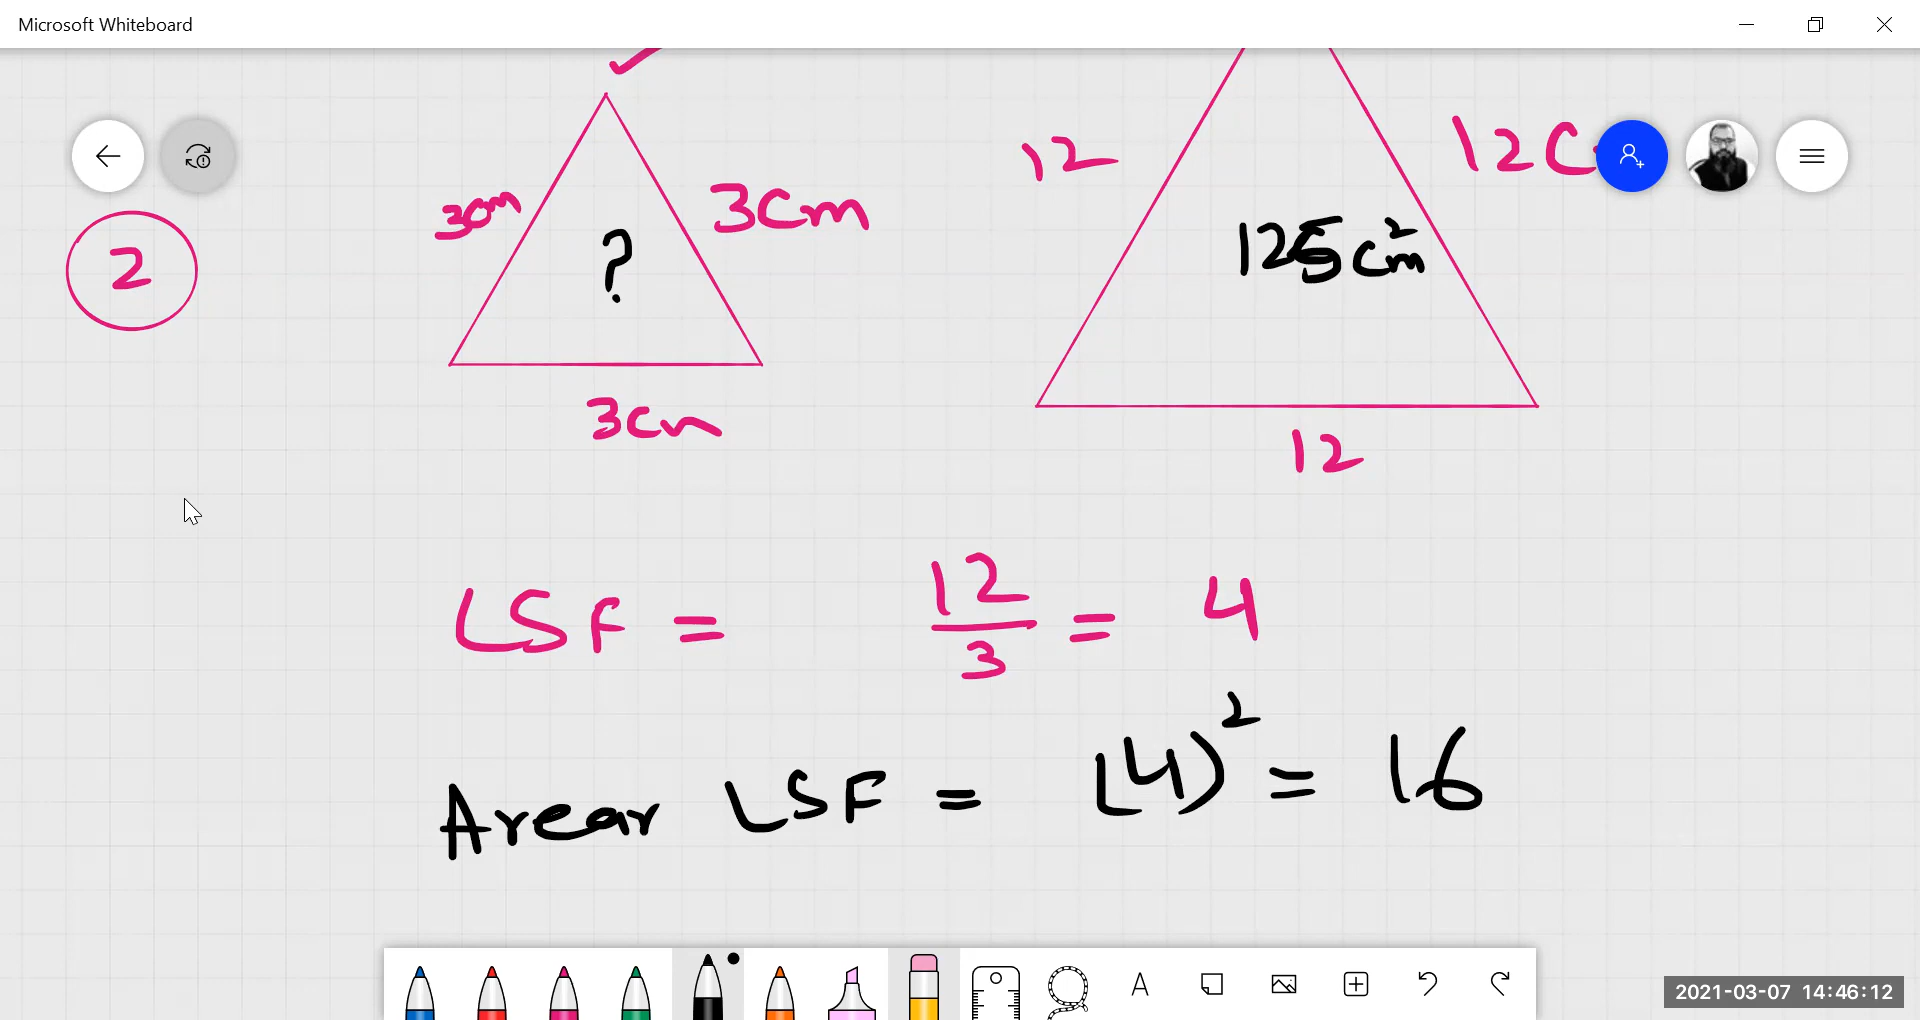 Microsoft Whiteboard
12
12C
3cm
3cm
?
125cm²
2
3cm
12
LSF = 12/3 = 4
Arear LSF = (4)² = 16
A
2021-03-07 14:46:12